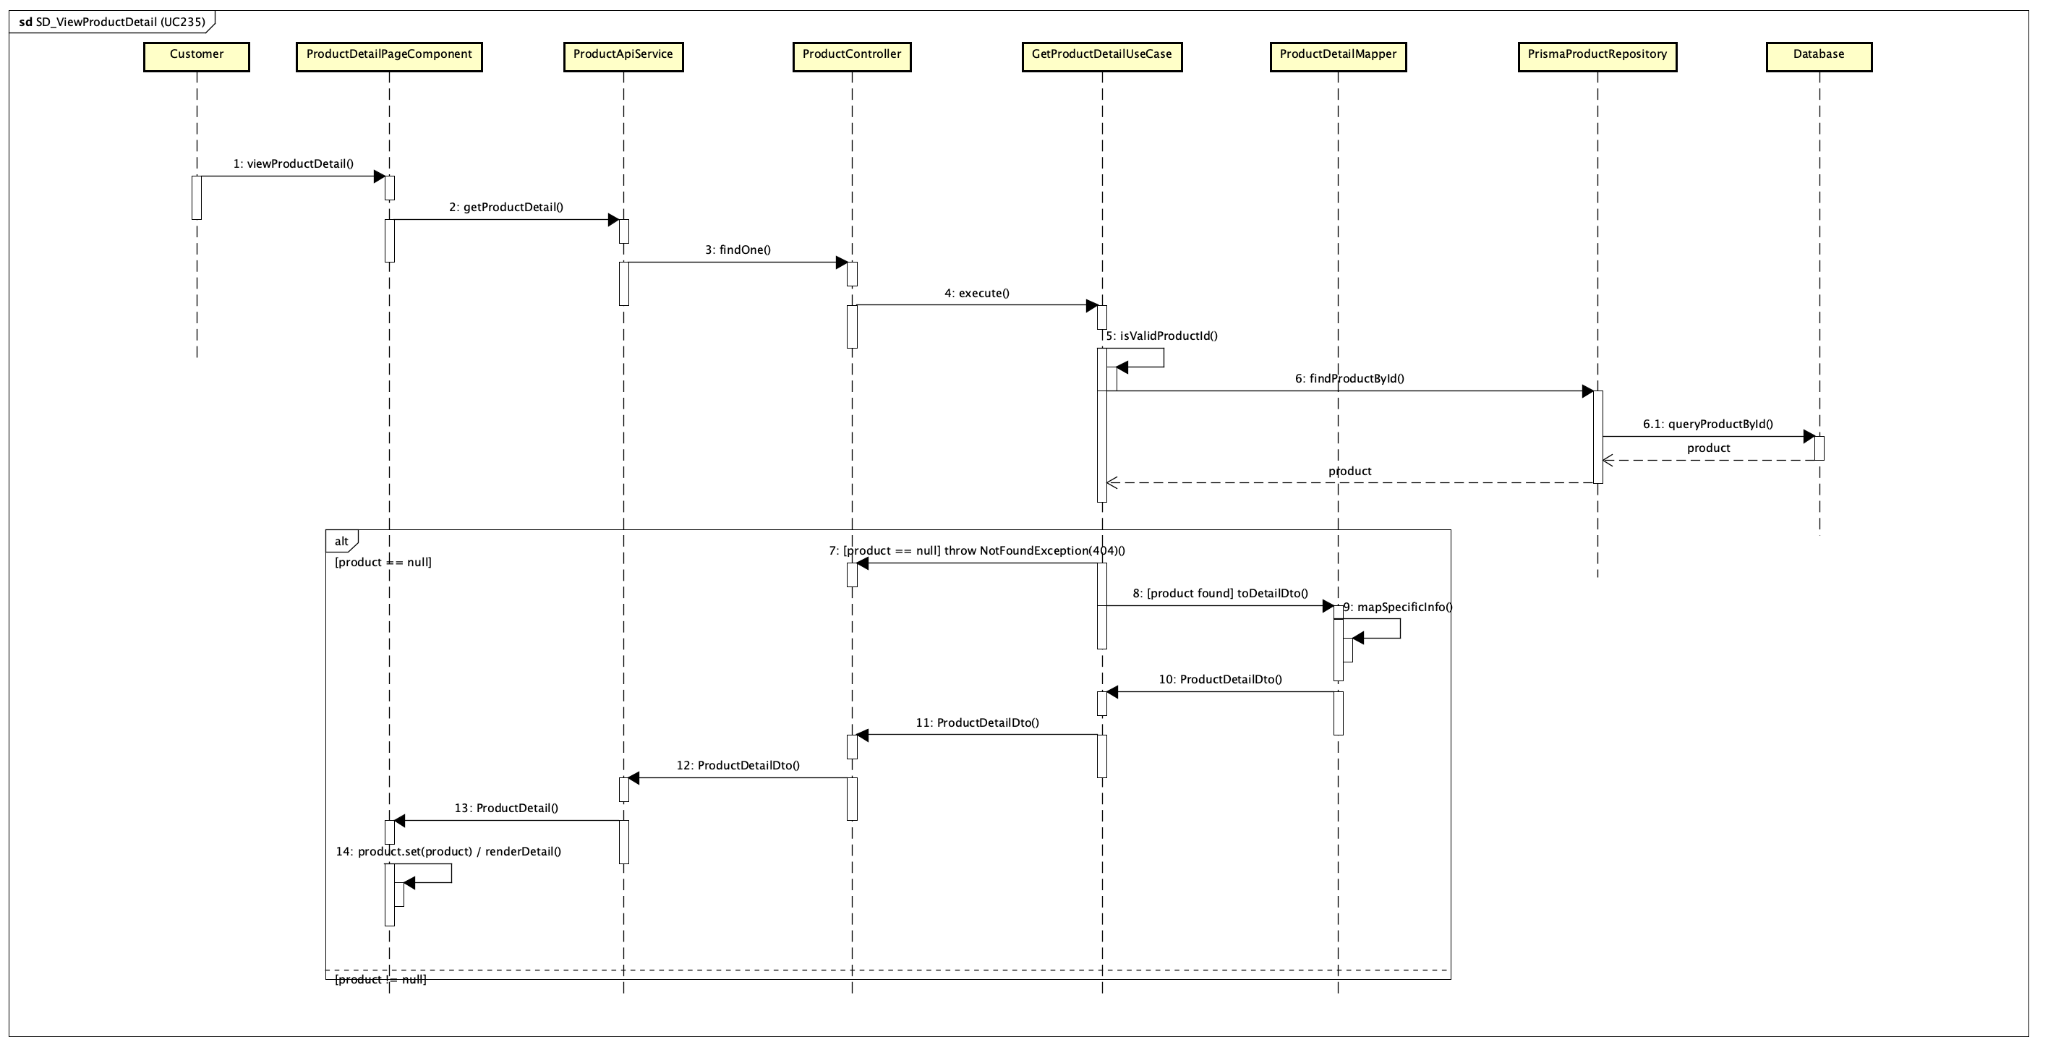 sd SD_ViewProductDetail (UC235)
Customer
ProductDetailPageComponent
ProductApiService
ProductController
GetProductDetailUseCase
ProductDetailMapper
PrismaProductRepository
Database
1: viewProductDetail()
2: getProductDetail()
3: findOne()
4: execute()
5: isValidProductId()
6: findProductById()
6.1: queryProductById()
product
product
alt
[product == null]
7: [product == null] throw NotFoundException(404)()
8: [product found] toDetailDto()
9: mapSpecificInfo()
10: ProductDetailDto()
11: ProductDetailDto()
12: ProductDetailDto()
13: ProductDetail()
14: product.set(product) / renderDetail()
[product != null]